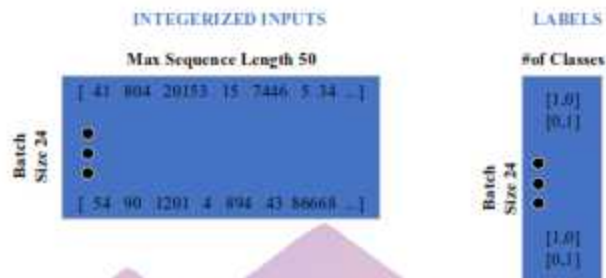 INTEGERIZED INPUTS
Max Sequence Length 50
Batch
Size 24
[ 41 804 20153 15 7446 5 34 ...]
[ 54 90 1201 4 894 43 86668 ...]
LABELS
#of Classes
Batch
Size 24
[1,0]
[0,1]
[1,0]
[0,1]